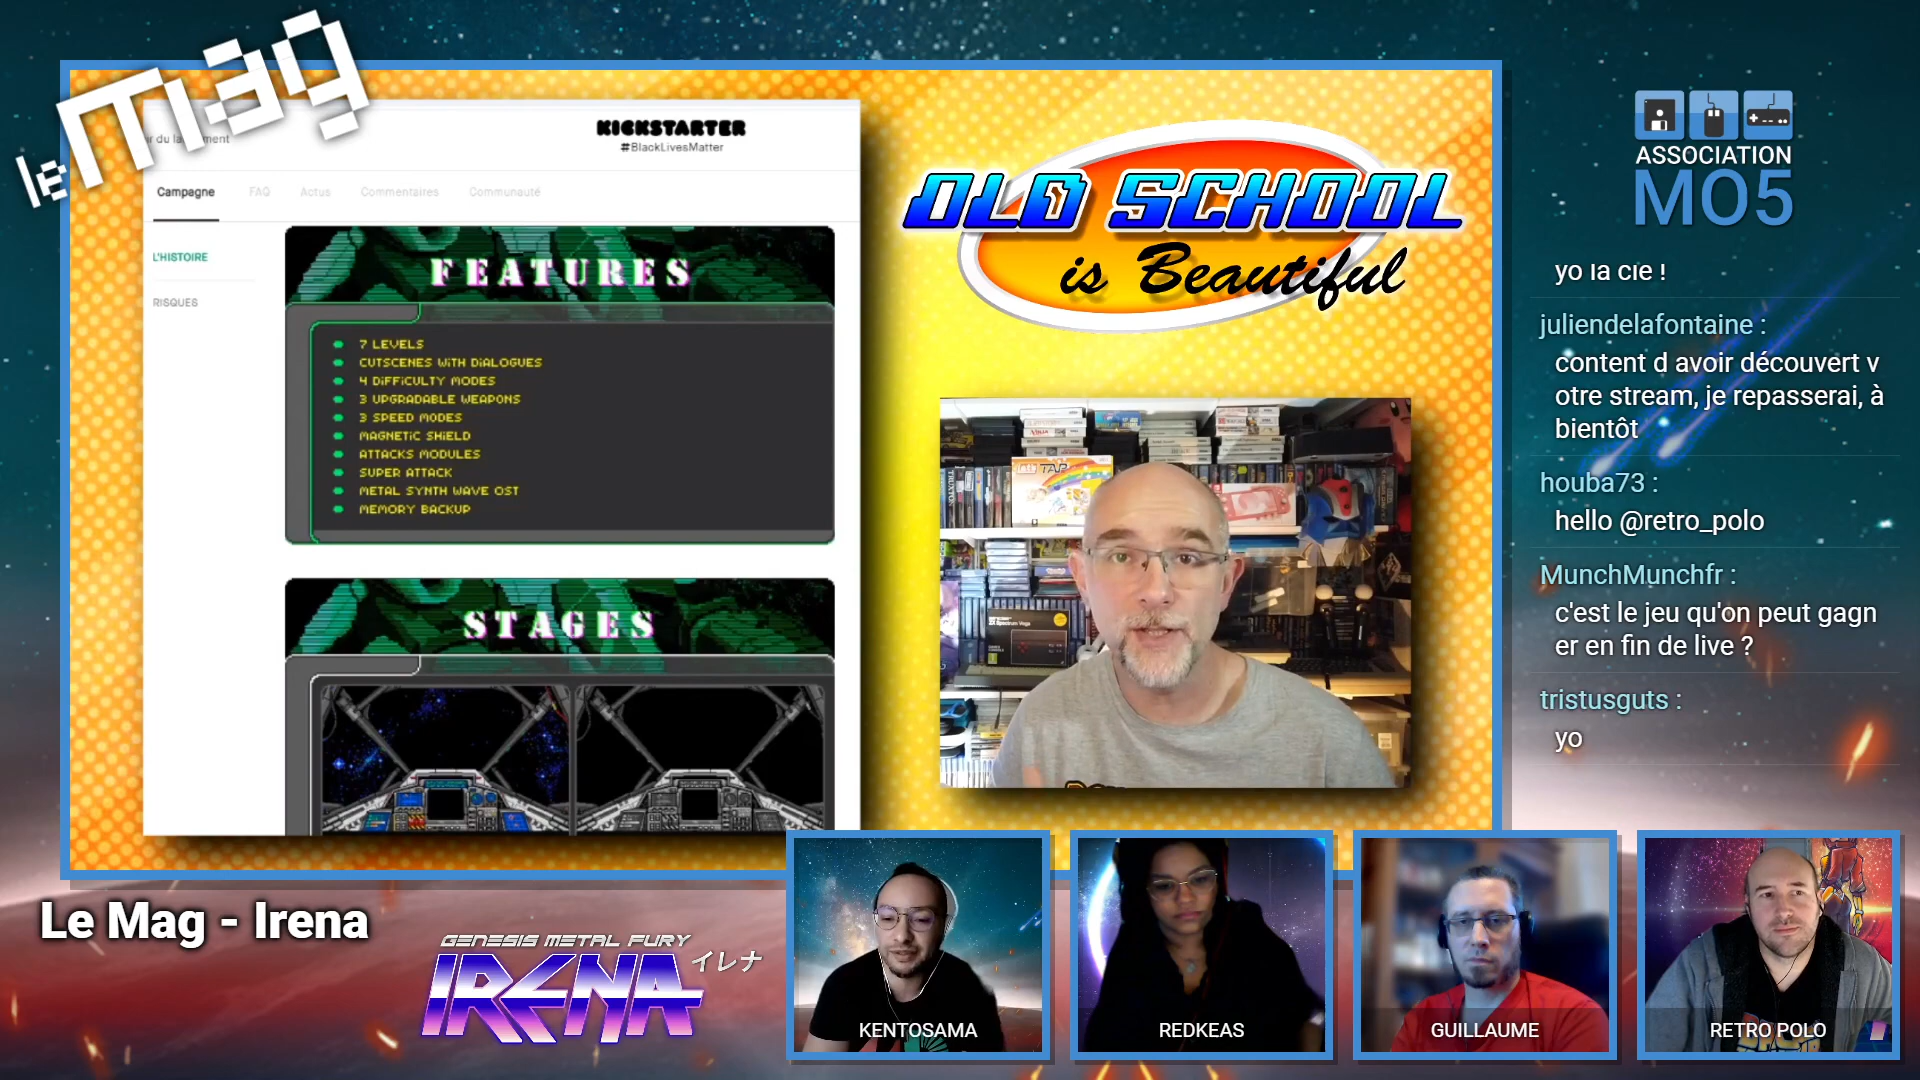 le mag
KICKSTARTER
#BlackLivesMatter
Campagne
FAQ
Actus
Commentaires
Communauté
L'HISTOIRE
RISQUES
FEATURES
7 LEVELS
CUTSCENES WITH DIALOGUES
4 DIFFICULTY MODES
3 UPGRADABLE WEAPONS
3 SPEED MODES
MAGNETIC SHIELD
ATTACKS MODULES
SUPER ATTACK
METAL SYNTH WAVE OST
MEMORY BACKUP
STAGES
OLD SCHOOL
is Beautiful
TAP
Spectrum Vega
ASSOCIATION
MO5
yo la cie !
juliendelafontaine :
content d avoir découvert v
otre stream, je repasserai, à
bientôt
houba73 :
hello @retro_polo
MunchMunchfr :
c'est le jeu qu'on peut gagn
er en fin de live ?
tristusguts :
yo
Le Mag - Irena
GENESIS METAL FURY
IRENA
イレナ
KENTOSAMA
REDKEAS
GUILLAUME
RETRO POLO